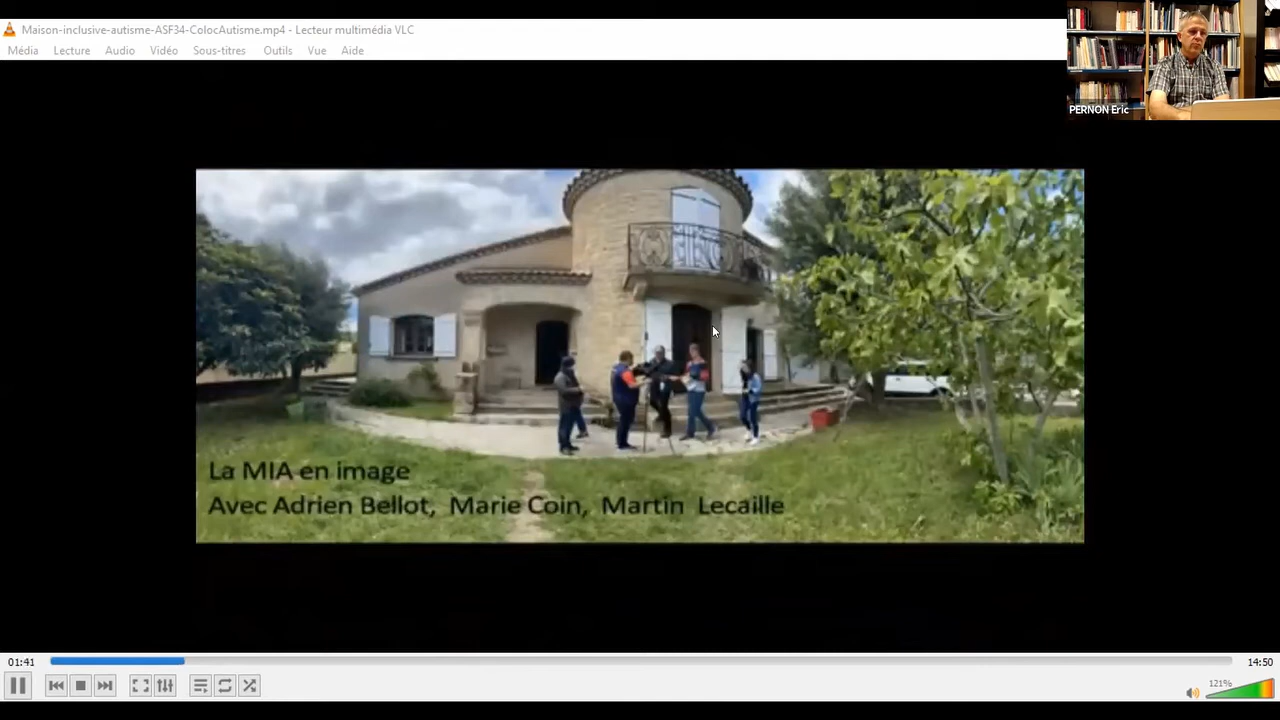 Maison-inclusive-autisme-ASF34-ColocAutisme.mp4 - Lecteur multimédia VLC
Média Lecture Audio Vidéo Sous-titres Outils Vue Aide
PERNON Eric
La MIA en image
Avec Adrien Bellot, Marie Coin, Martin Lecaille
01:41
14:50
121%